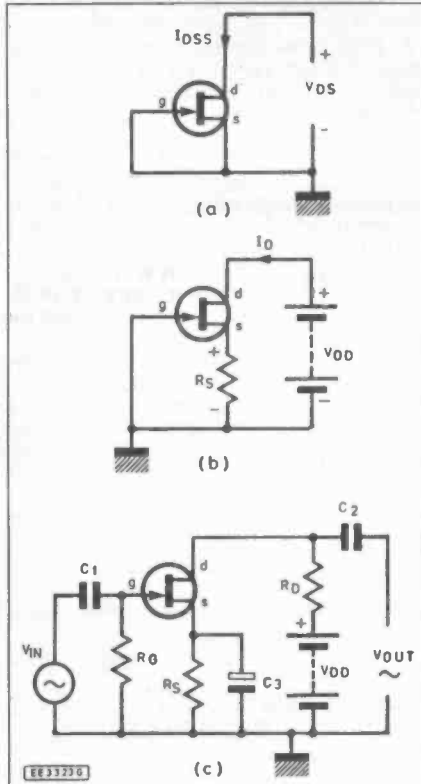 IDSS
d
g
s
+
VDS
-
(a)
ID
d
g
s
+
+
RS
VDD
-
-
(b)
C2
C1
d
g
s
RD
VIN
+
RG
RS
C3
VDD
VOUT
~
~
-
(c)
EE3323G